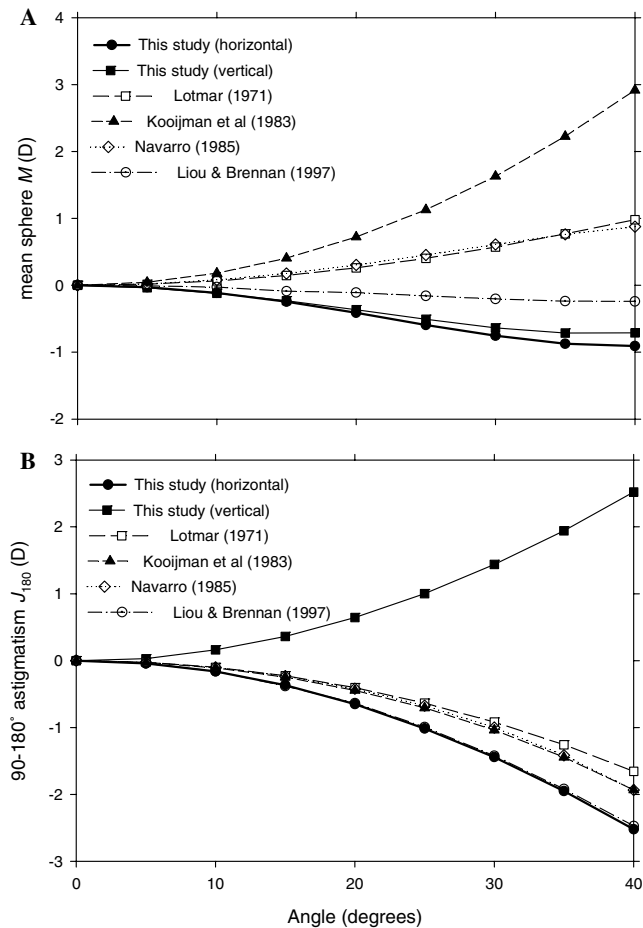 A
mean sphere M (D)
4
3
2
1
0
-1
-2
This study (horizontal)
This study (vertical)
Lotmar (1971)
Kooijman et al (1983)
Navarro (1985)
Liou & Brennan (1997)
B
90-180° astigmatism J180 (D)
3
2
1
0
-1
-2
-3
This study (horizontal)
This study (vertical)
Lotmar (1971)
Kooijman et al (1983)
Navarro (1985)
Liou & Brennan (1997)
0 10 20 30 40
Angle (degrees)